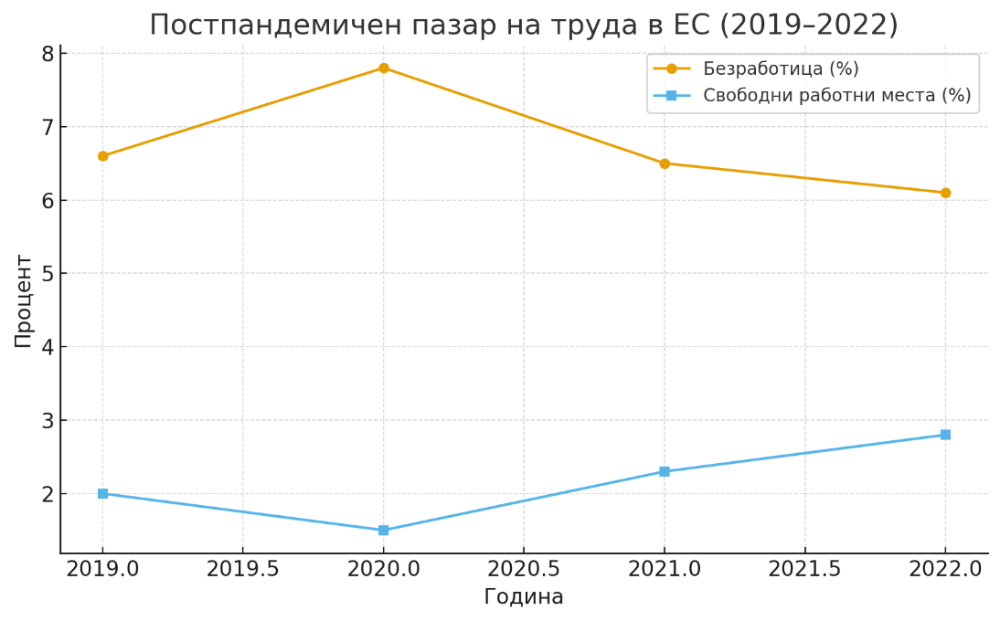 Постпандемичен пазар на труда в ЕС (2019–2022)
Безработица (%)
Свободни работни места (%)
Процент
8
7
6
5
4
3
2
2019.0 2019.5 2020.0 2020.5 2021.0 2021.5 2022.0
Година